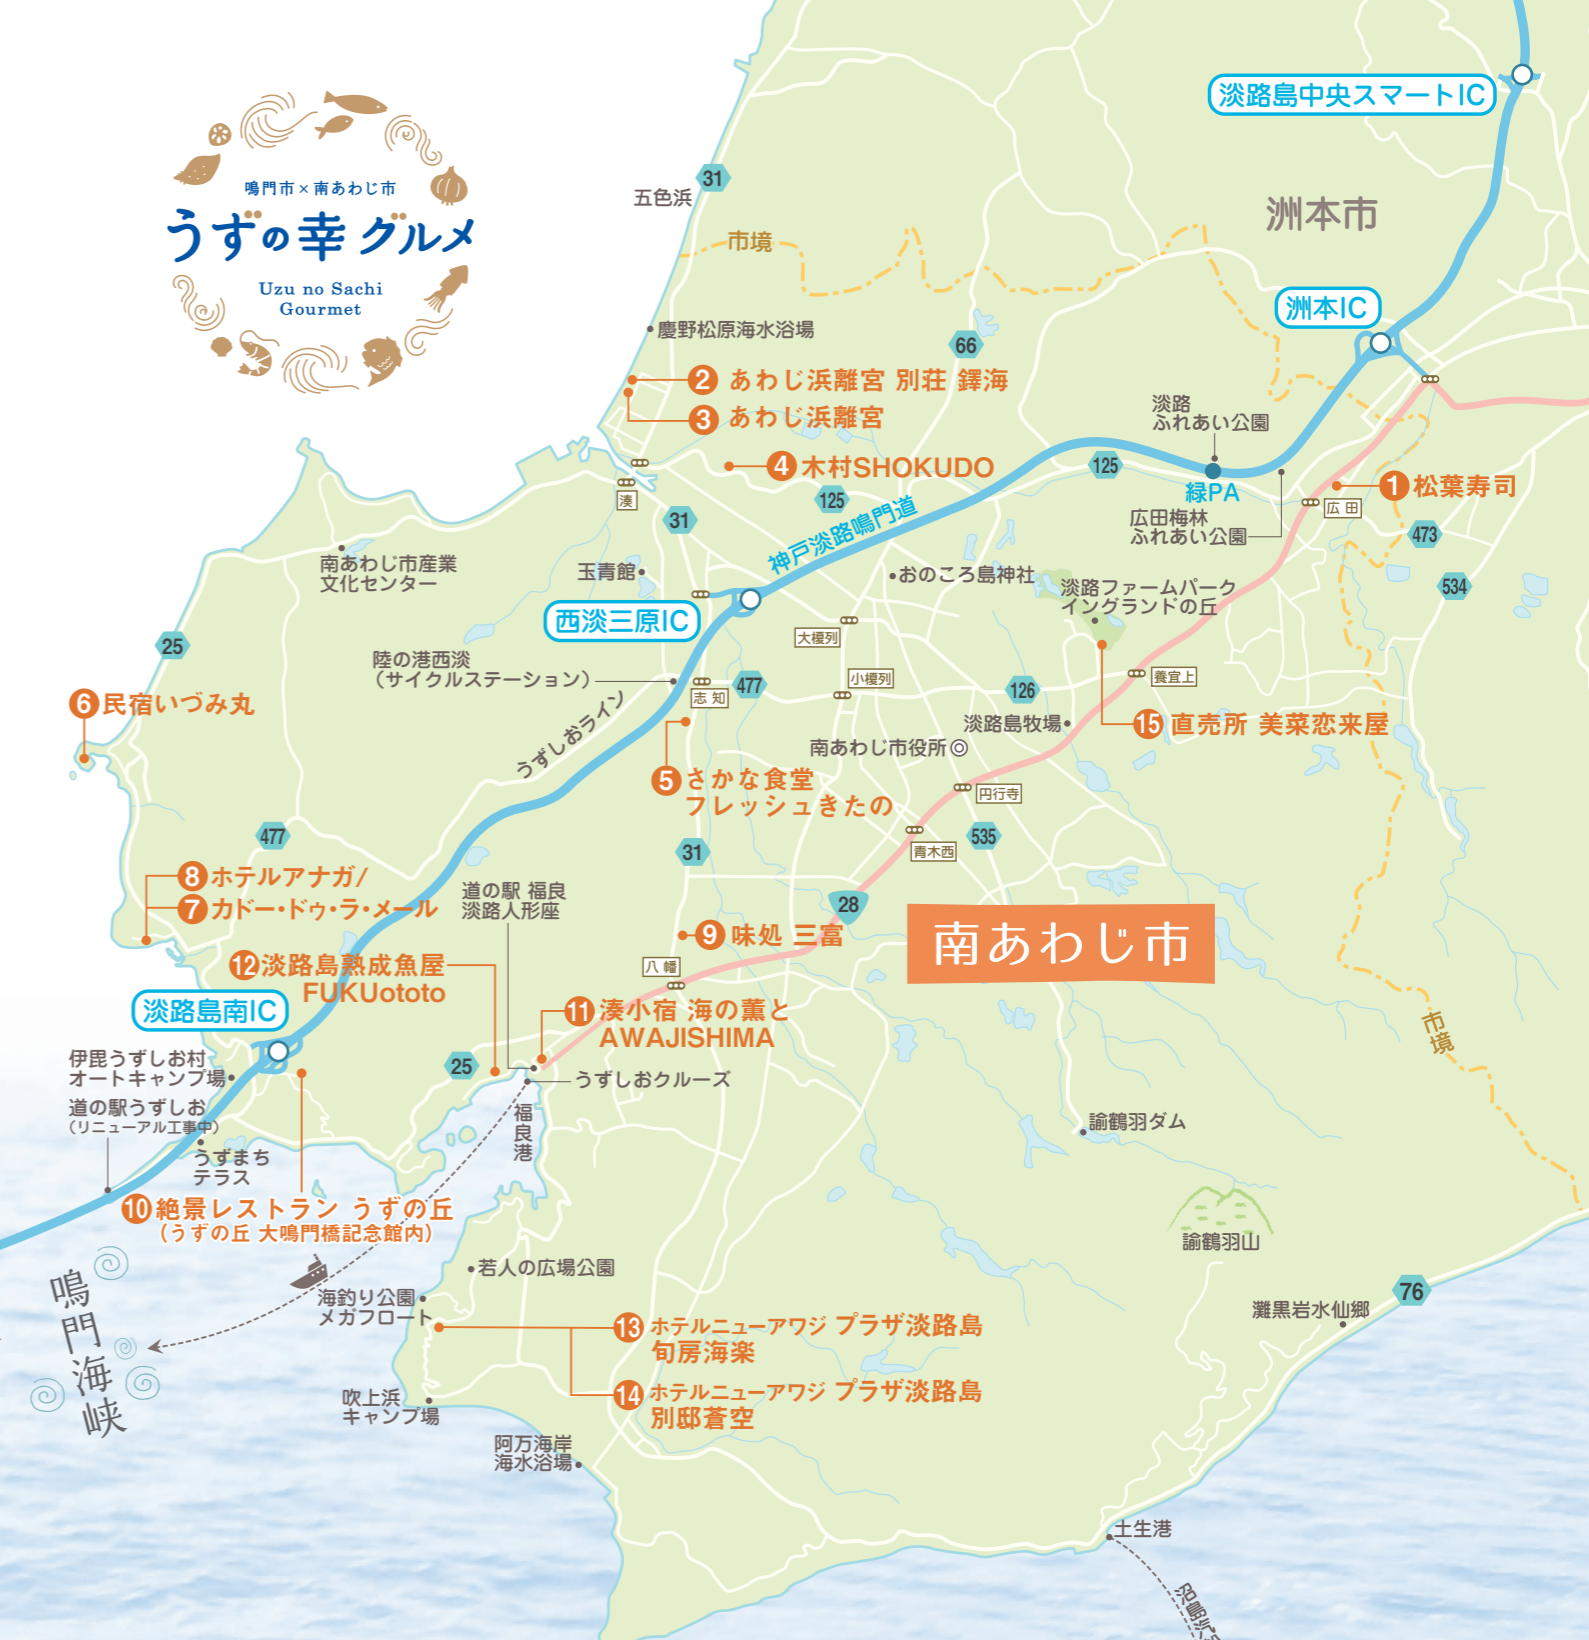 鳴門市×南あわじ市
うずの幸 グルメ
Uzu no Sachi
Gourmet
淡路島中央スマートIC
31
五色浜
市境
洲本市
洲本IC
慶野松原海水浴場
66
2 あわじ浜離宮 別荘 鐸海
3 あわじ浜離宮
淡路
ふれあい公園
4 木村SHOKUDO
125
125
緑PA
1 松葉寿司
湊
31
神戸淡路鳴門道
広田
広田梅林
ふれあい公園
473
南あわじ市産業
文化センター
玉青館
おのころ島神社
淡路ファームパーク
イングランドの丘
534
西淡三原IC
大榎列
25
陸の港西淡
（サイクルステーション）
小榎列
477
志知
126
養宜上
6 民宿いづみ丸
うずしおライン
淡路島牧場
15 直売所 美菜恋来屋
南あわじ市役所
5 さかな食堂
フレッシュきたの
円行寺
477
31
青木西
535
8 ホテルアナガ/
7 カドー・ドゥ・ラ・メール
道の駅 福良
淡路人形座
28
9 味処 三富
南あわじ市
12 淡路島熟成魚屋
FUKUototo
八幡
淡路島南IC
11 湊小宿 海の薫と
AWAJISHIMA
市境
伊毘うずしお村
オートキャンプ場
25
うずしおクルーズ
道の駅うずしお
（リニューアル工事中）
福良港
諭鶴羽ダム
うずまち
テラス
10 絶景レストラン うずの丘
（うずの丘 大鳴門橋記念館内）
諭鶴羽山
鳴門海峡
若人の広場公園
海釣り公園
メガフロート
76
灘黒岩水仙郷
13 ホテルニューアワジ プラザ淡路島
旬房海楽
14 ホテルニューアワジ プラザ淡路島
別邸蒼空
吹上浜
キャンプ場
阿万海岸
海水浴場
土生港
沼島汽船